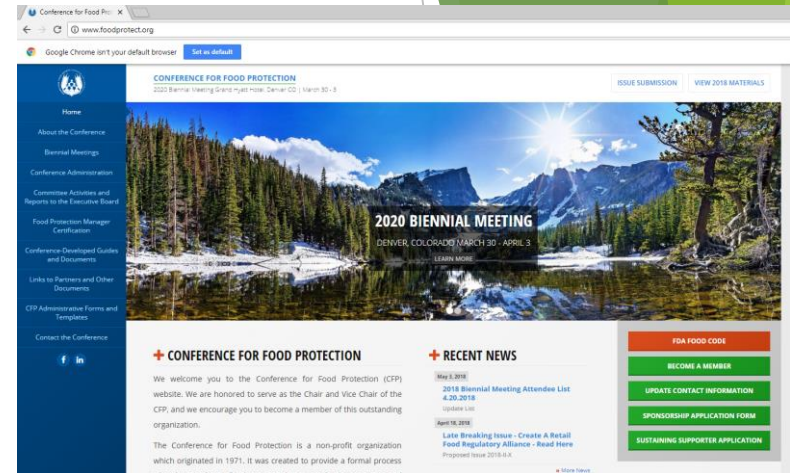 Conference for Food Pro
www.foodprotect.org
Google Chrome isn't your default browser
Set as default
CONFERENCE FOR FOOD PROTECTION
2020 Biennial Meeting Grand Hyatt Hotel, Denver CO | March 30 - 3
ISSUE SUBMISSION
VIEW 2018 MATERIALS
Home
About the Conference
Biennial Meetings
Conference Administration
Committee Activities and
Reports to the Executive Board
Food Protection Manager
Certification
Conference-Developed Guides
and Documents
Links to Partners and Other
Documents
CFP Administrative Forms and
Templates
Contact the Conference
f in
2020 BIENNIAL MEETING
DENVER, COLORADO MARCH 30 - APRIL 3
LEARN MORE
CONFERENCE FOR FOOD PROTECTION
We welcome you to the Conference for Food Protection (CFP)
website. We are honored to serve as the Chair and Vice Chair of the
CFP, and we encourage you to become a member of this outstanding
organization.
The Conference for Food Protection is a non-profit organization
which originated in 1971. It was created to provide a formal process
RECENT NEWS
May 3, 2018
2018 Biennial Meeting Attendee List
4.20.2018
Update List
April 18, 2018
Late Breaking Issue - Create A Retail
Food Regulatory Alliance - Read Here
Proposed Issue 2018-II-X
More News
FDA FOOD CODE
BECOME A MEMBER
UPDATE CONTACT INFORMATION
SPONSORSHIP APPLICATION FORM
SUSTAINING SUPPORTER APPLICATION